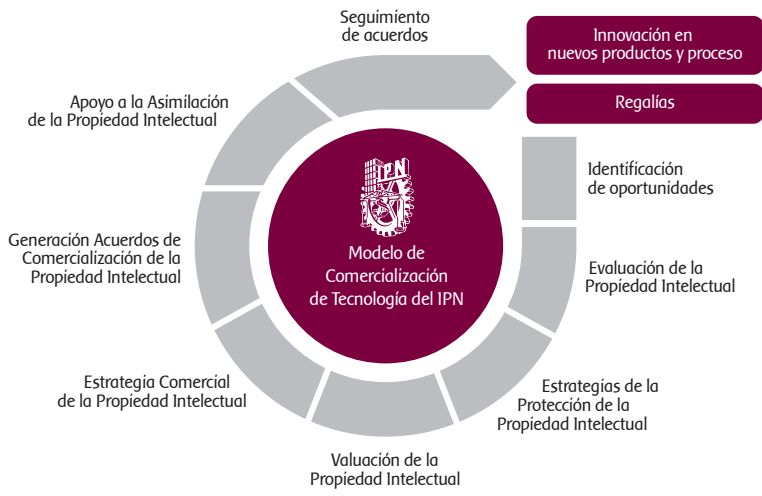 Seguimiento
de acuerdos
Innovación en
nuevos productos y proceso
Regalías
Apoyo a la Asimilación
de la Propiedad Intelectual
Identificación
de oportunidades
IPN
Modelo de
Comercialización
de Tecnología del IPN
Generación Acuerdos de
Comercialización de la
Propiedad Intelectual
Evaluación de la
Propiedad Intelectual
Estrategia Comercial
de la Propiedad Intelectual
Estrategias de la
Protección de la
Propiedad Intelectual
Valuación de la
Propiedad Intelectual